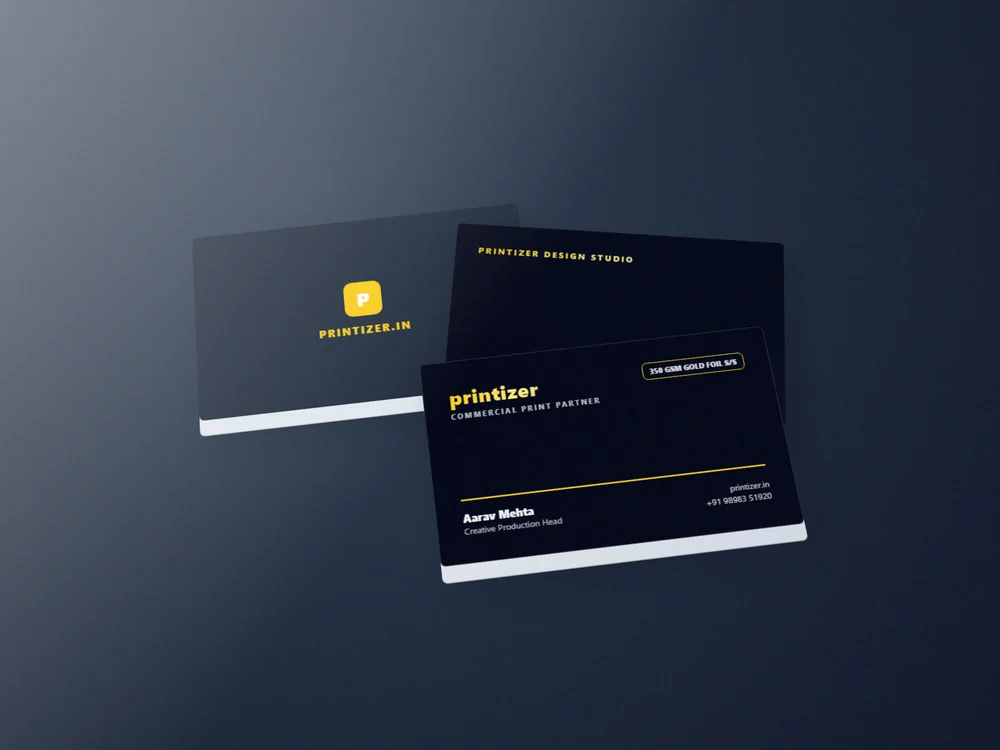 P
PRINTIZER.IN
PRINTIZER DESIGN STUDIO
350 GSM GOLD FOIL S/S
printizer
COMMERCIAL PRINT PARTNER
Aarav Mehta
Creative Production Head
printizer.in
+91 98983 51920